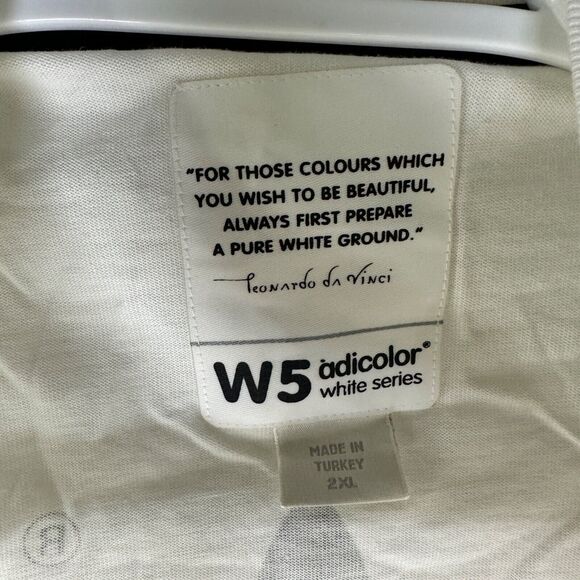 "FOR THOSE COLOURS WHICH
YOU WISH TO BE BEAUTIFUL,
ALWAYS FIRST PREPARE
A PURE WHITE GROUND."
Leonardo da Vinci
W5 adicolor®
white series
MADE IN
TURKEY
2XL
R